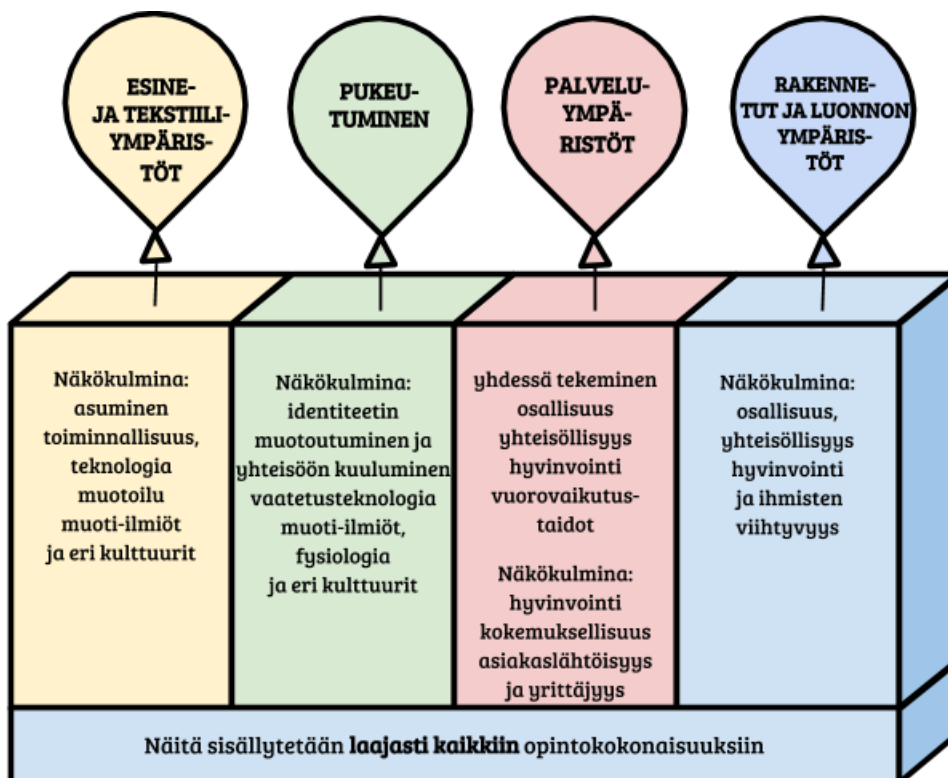 ESINE-
JA TEKSTIILI-
YMPÄRIS-
TÖT
PUKEU-
TUMINEN
PALVELU-
YMPÄ-
RISTÖT
RAKENNE-
TUT JA LUONNON
YMPÄRIS-
TÖT
Näkökulmina:
asuminen
toiminnallisuus,
teknologia
muotoilu
muoti-ilmiöt
ja eri kulttuurit
Näkökulmina:
identiteetin
muotoutuminen ja
yhteisöön kuuluminen
vaatetusteknologia
muoti-ilmiöt,
fysiologia
ja eri kulttuurit
yhdessä tekeminen
osallisuus
yhteisöllisyys
hyvinvointi
vuorovaikutus-
taidot
Näkökulmina:
hyvinvointi
kokemuksellisuus
asiakaslähtöisyys
ja yrittäjyys
Näkökulmina:
osallisuus,
yhteisöllisyys
hyvinvointi
ja ihmisten
viihtyvyys
Näitä sisällytetään laajasti kaikkiin opintokokonaisuuksiin